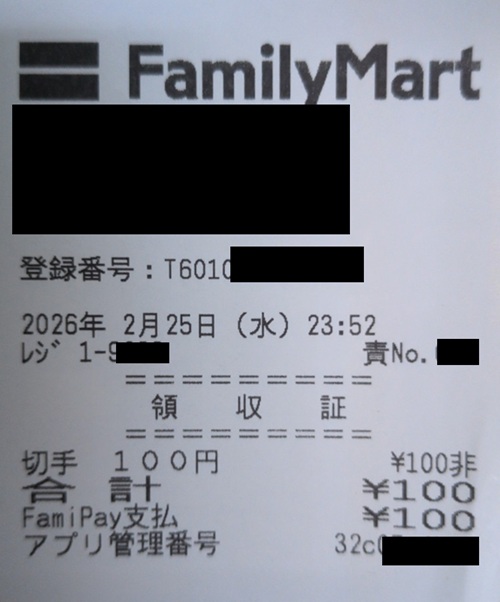 FamilyMart
登録番号：T6010
2026年 2月25日（水）23:52
ﾚｼﾞ 1-9
責No.
領 収 証
切手 １００円 ¥100非
合 計 ¥100
FamiPay支払 ¥100
アプリ管理番号 32c